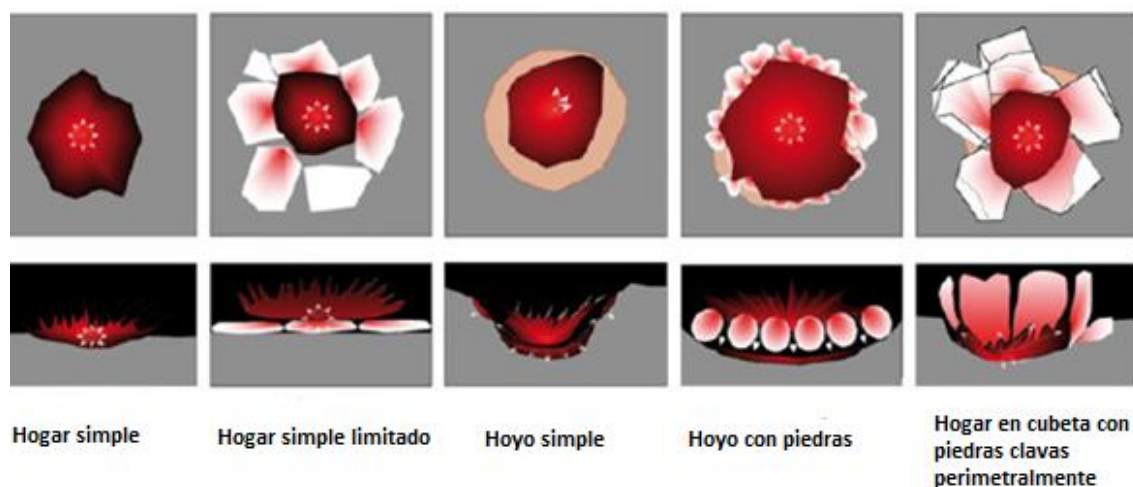 Hogar simple
Hogar simple limitado
Hoyo simple
Hoyo con piedras
Hogar en cubeta con
piedras clavas
perimetralmente